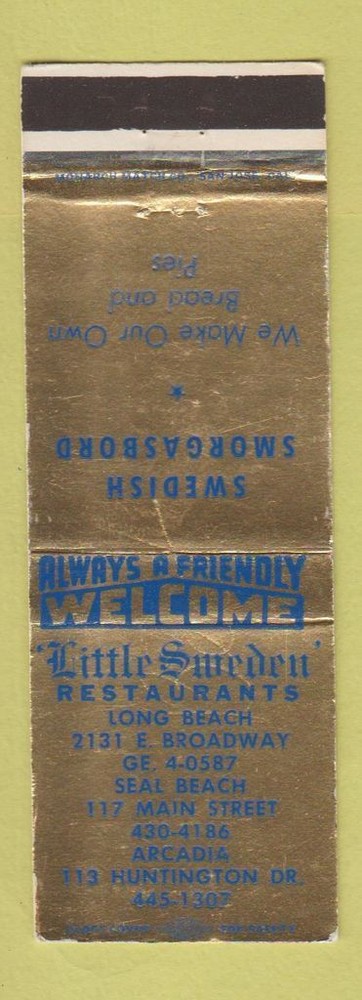 MONARCH MATCH CO. SAN JOSE, CAL.
SWEDISH
SMORGASBORD
★
We Make Our Own
Bread and
Pies
ALWAYS A FRIENDLY
WELCOME
'Little Sweden'
RESTAURANTS
LONG BEACH
2131 E. BROADWAY
GE. 4-0587
SEAL BEACH
117 MAIN STREET
430-4186
ARCADIA
113 HUNTINGTON DR.
445-1307